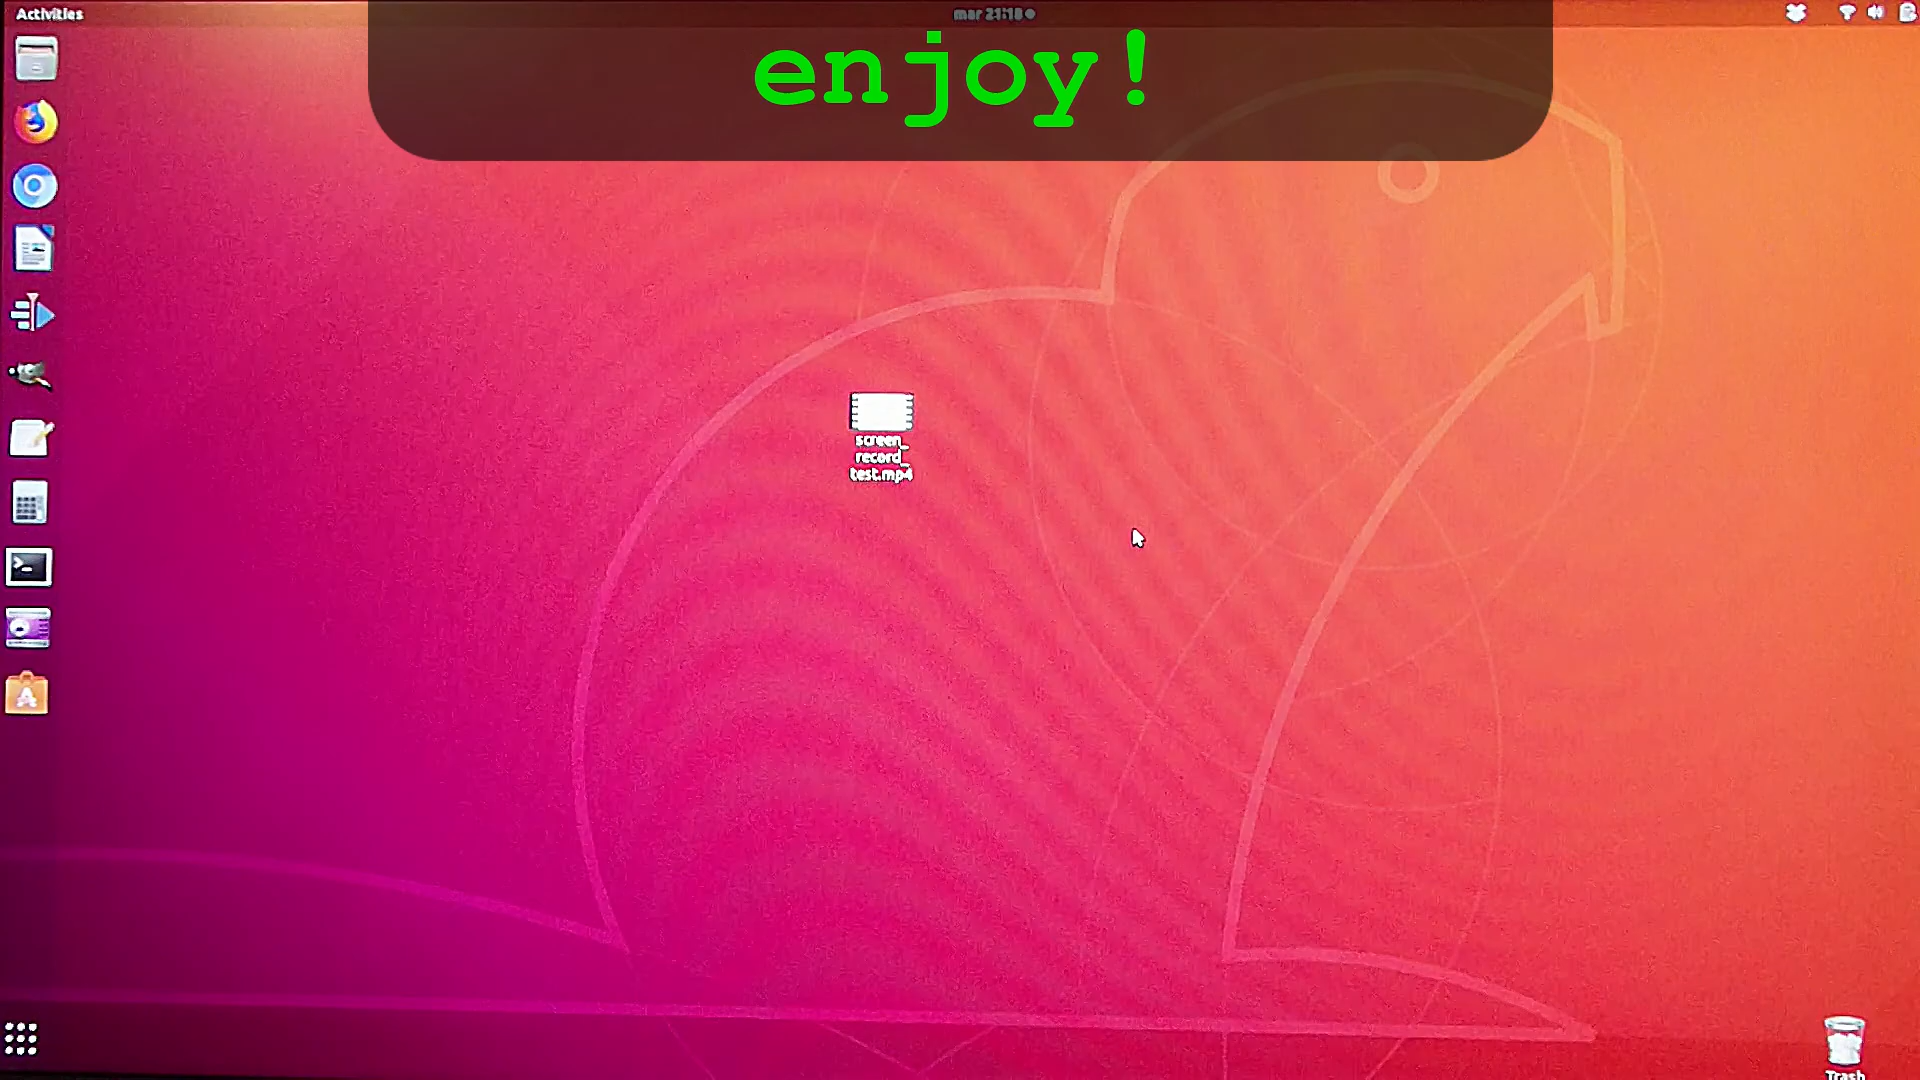 Activities
mar 21:18
enjoy!
screen_
record_
test.mp4
Trash